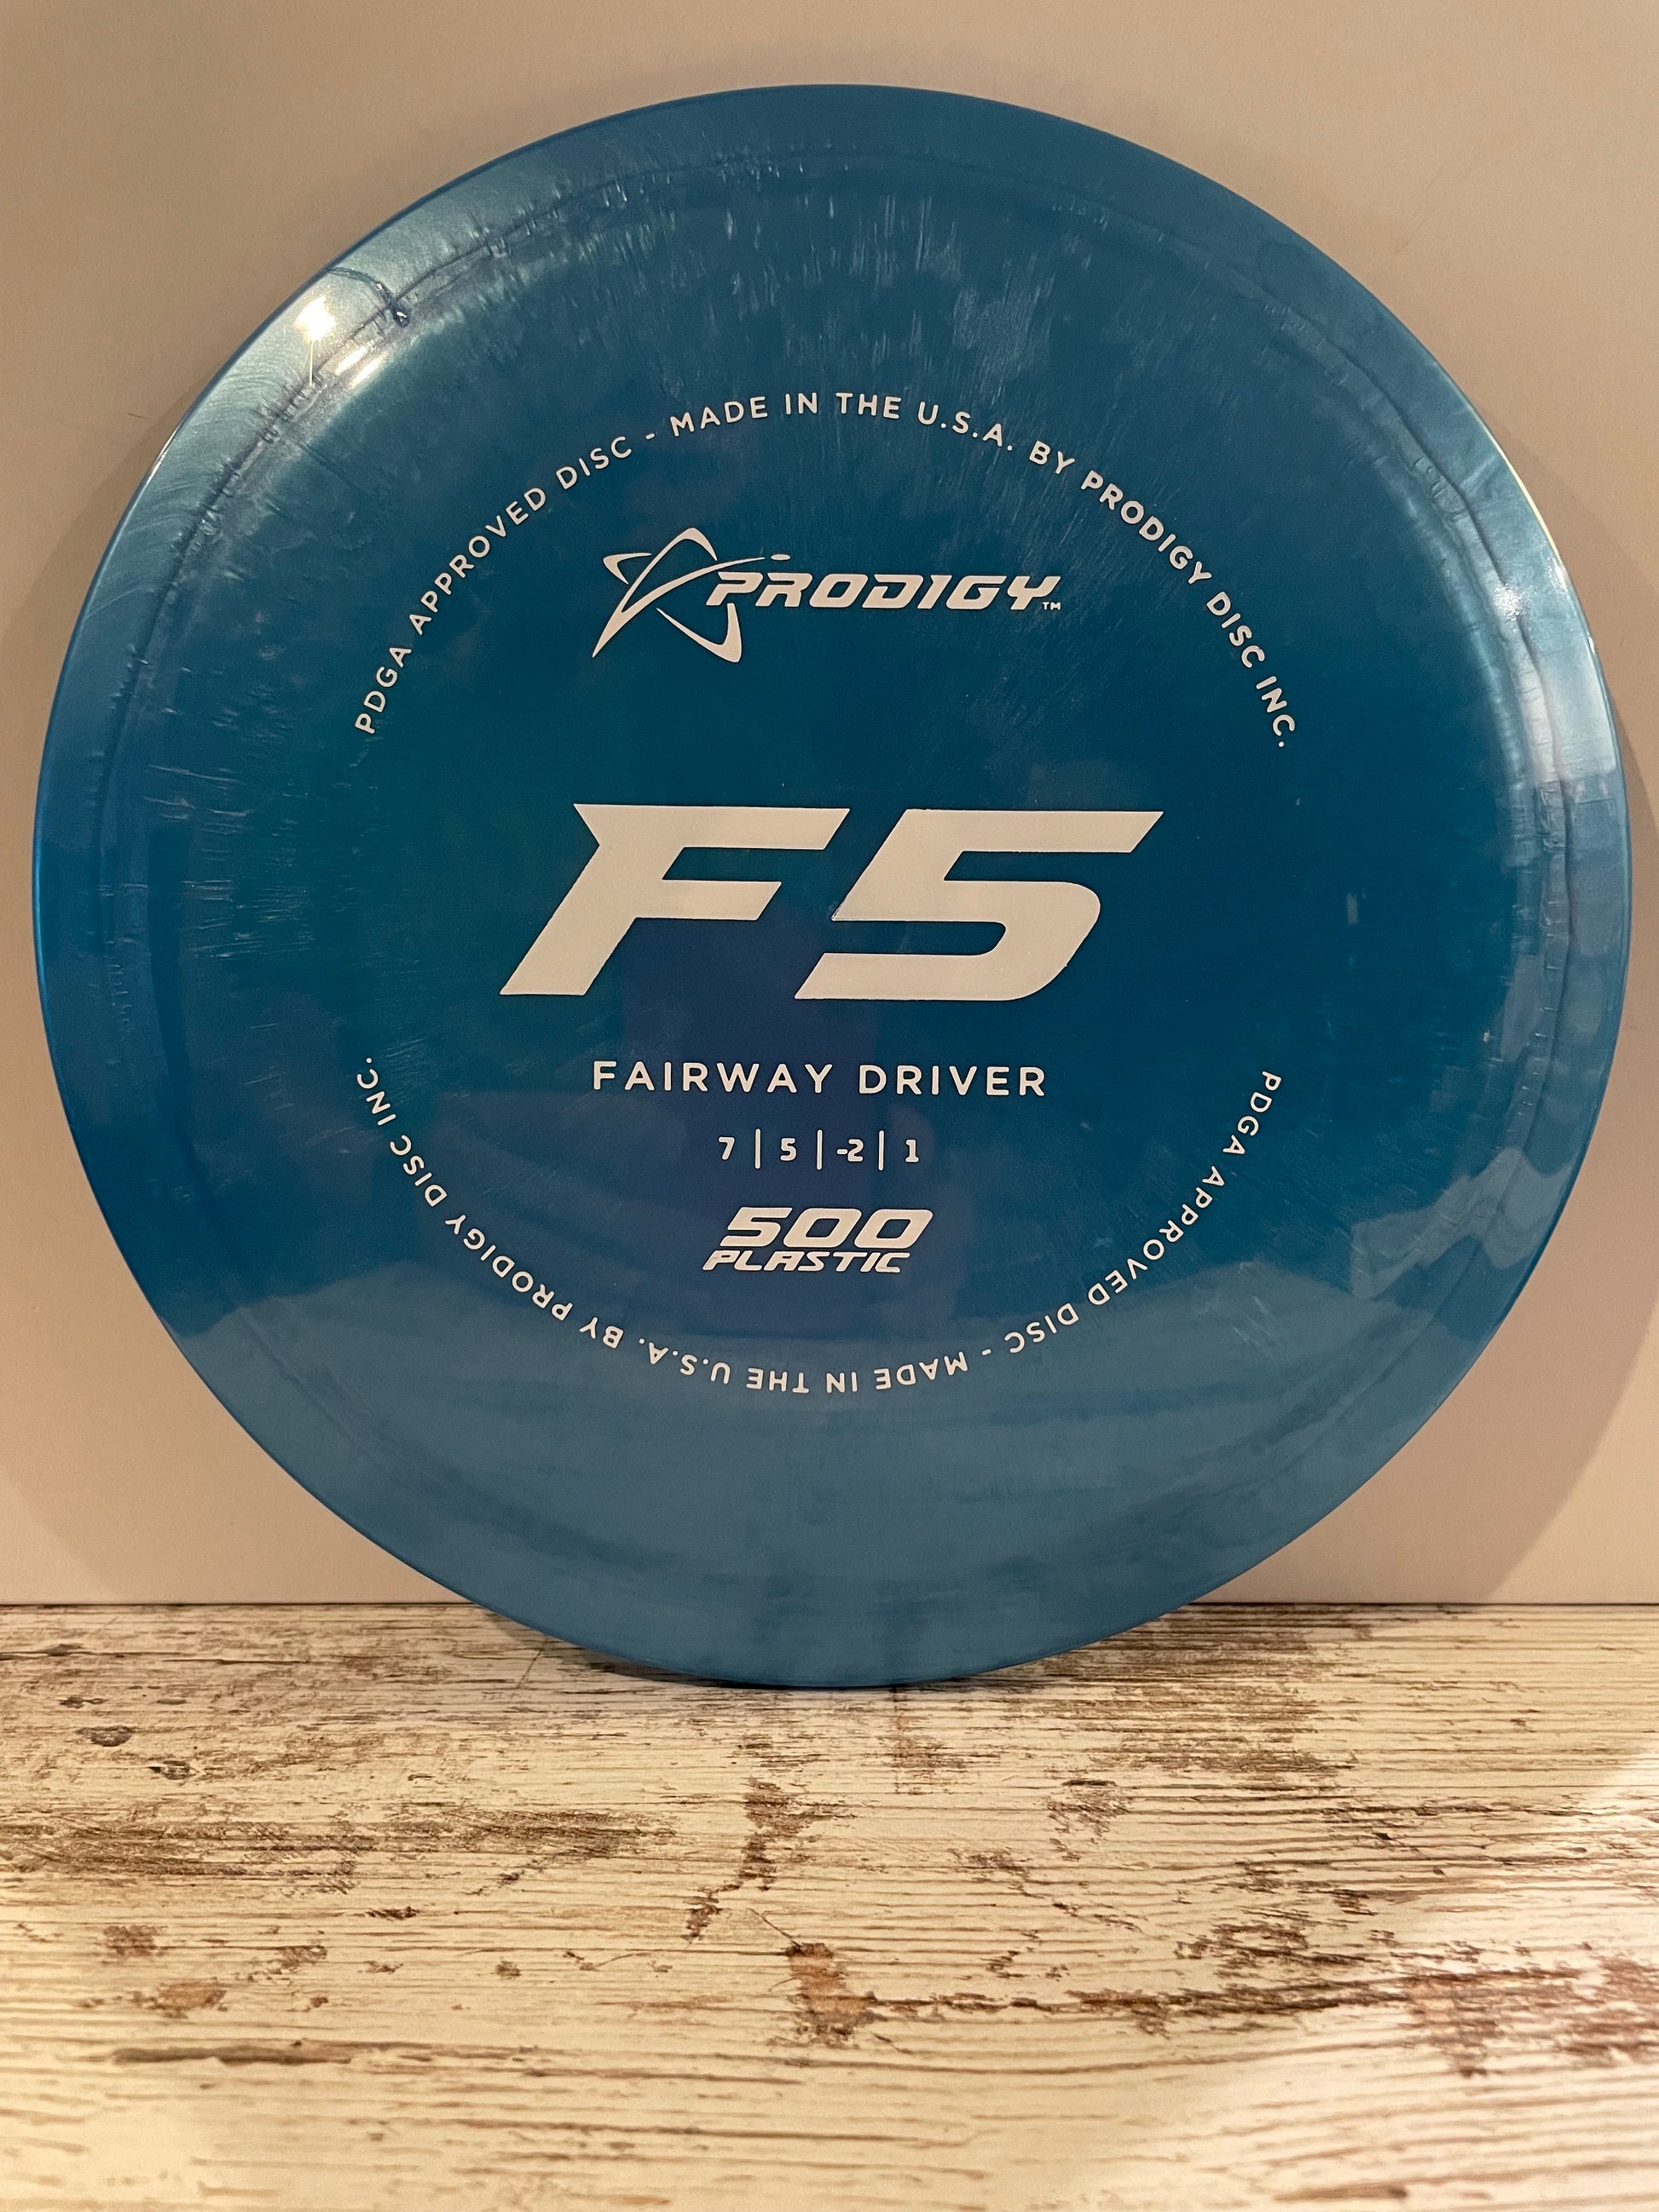 PDGA APPROVED DISC - MADE IN THE U.S.A. BY PRODIGY DISC INC.
PRODIGY™
F5
FAIRWAY DRIVER
7 | 5 | -2 | 1
500
PLASTIC
PDGA APPROVED DISC - MADE IN THE U.S.A. BY PRODIGY DISC INC.